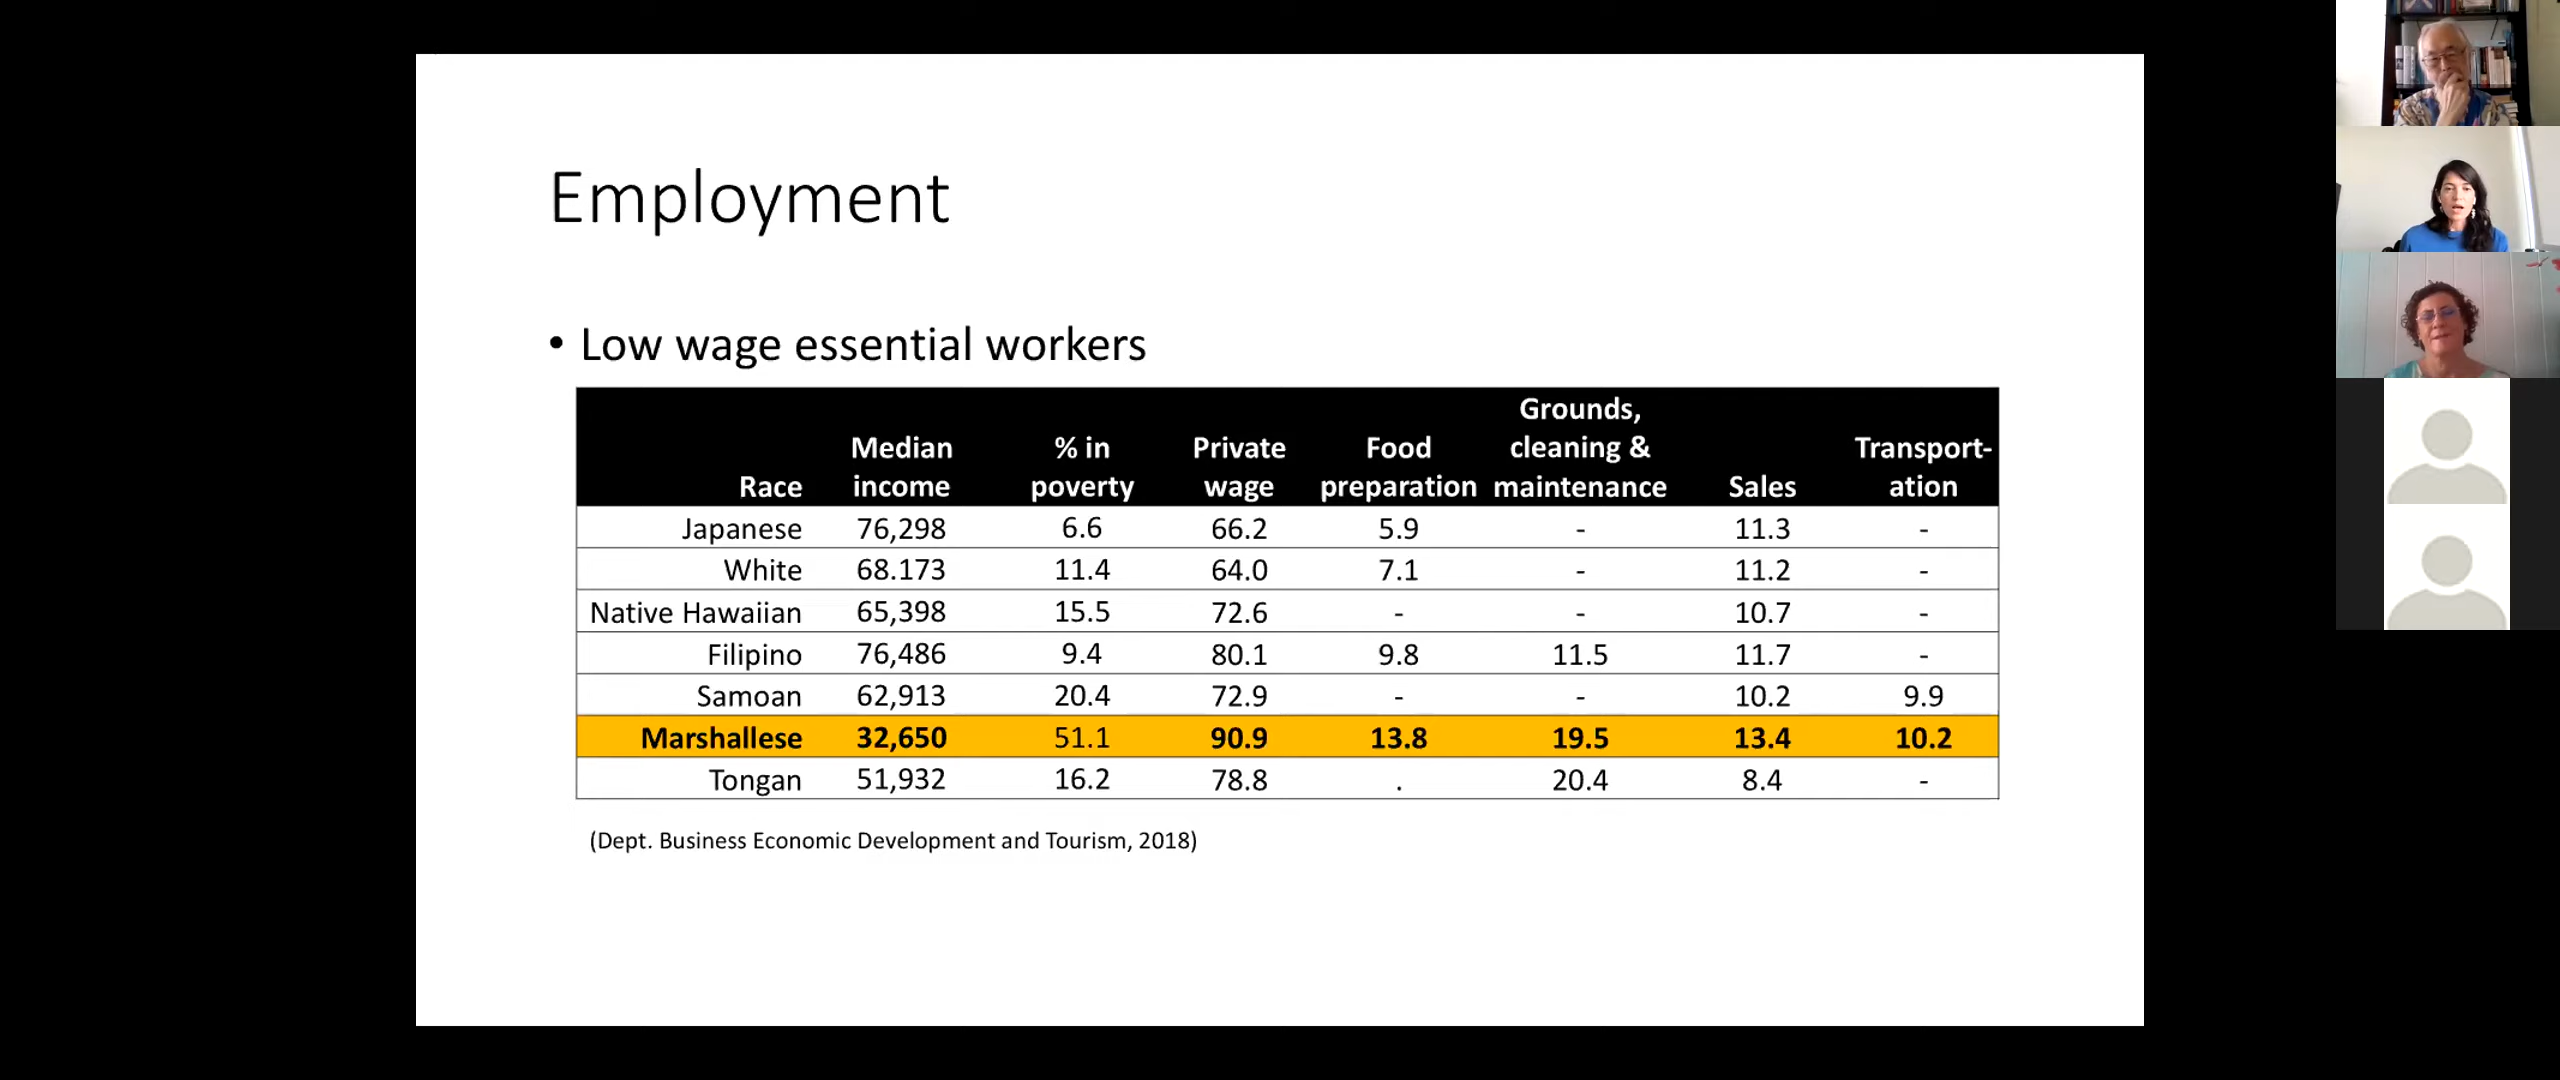 Employment
• Low wage essential workers
Race Median income % in poverty Private wage Food preparation Grounds, cleaning & maintenance Sales Transport-ation
Japanese 76,298 6.6 66.2 5.9 - 11.3 -
White 68.173 11.4 64.0 7.1 - 11.2 -
Native Hawaiian 65,398 15.5 72.6 - - 10.7 -
Filipino 76,486 9.4 80.1 9.8 11.5 11.7 -
Samoan 62,913 20.4 72.9 - - 10.2 9.9
Marshallese 32,650 51.1 90.9 13.8 19.5 13.4 10.2
Tongan 51,932 16.2 78.8 . 20.4 8.4 -
(Dept. Business Economic Development and Tourism, 2018)